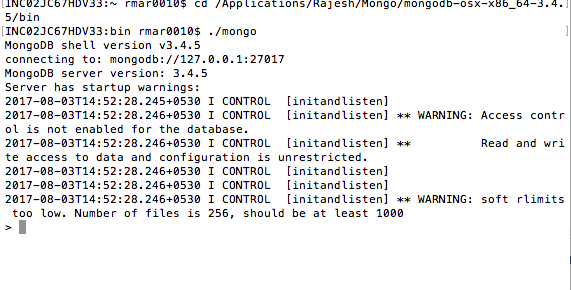 [INC02JC67HDV33:~ rmar0010$ cd /Applications/Rajesh/Mongo/mongodb-osx-x86_64-3.4.]
5/bin
[INC02JC67HDV33:bin rmar0010$ ./mongo ]
MongoDB shell version v3.4.5
connecting to: mongodb://127.0.0.1:27017
MongoDB server version: 3.4.5
Server has startup warnings:
2017-08-03T14:52:28.245+0530 I CONTROL  [initandlisten]
2017-08-03T14:52:28.246+0530 I CONTROL  [initandlisten] ** WARNING: Access contr
ol is not enabled for the database.
2017-08-03T14:52:28.246+0530 I CONTROL  [initandlisten] **          Read and wri
te access to data and configuration is unrestricted.
2017-08-03T14:52:28.246+0530 I CONTROL  [initandlisten]
2017-08-03T14:52:28.246+0530 I CONTROL  [initandlisten]
2017-08-03T14:52:28.246+0530 I CONTROL  [initandlisten] ** WARNING: soft rlimits
 too low. Number of files is 256, should be at least 1000
>